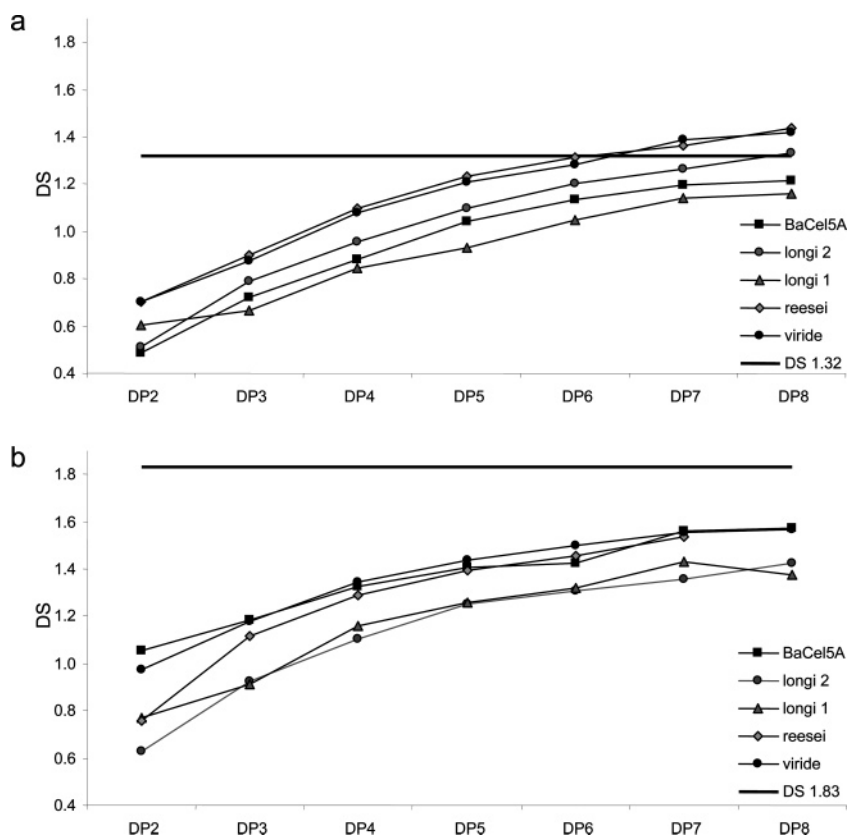 a
1.8
1.6
1.4
1.2
1.0
0.8
0.6
0.4
DS
DP2 DP3 DP4 DP5 DP6 DP7 DP8
BaCel5A
longi 2
longi 1
reesei
viride
DS 1.32
b
1.8
1.6
1.4
1.2
1.0
0.8
0.6
0.4
DS
DP2 DP3 DP4 DP5 DP6 DP7 DP8
BaCel5A
longi 2
longi 1
reesei
viride
DS 1.83